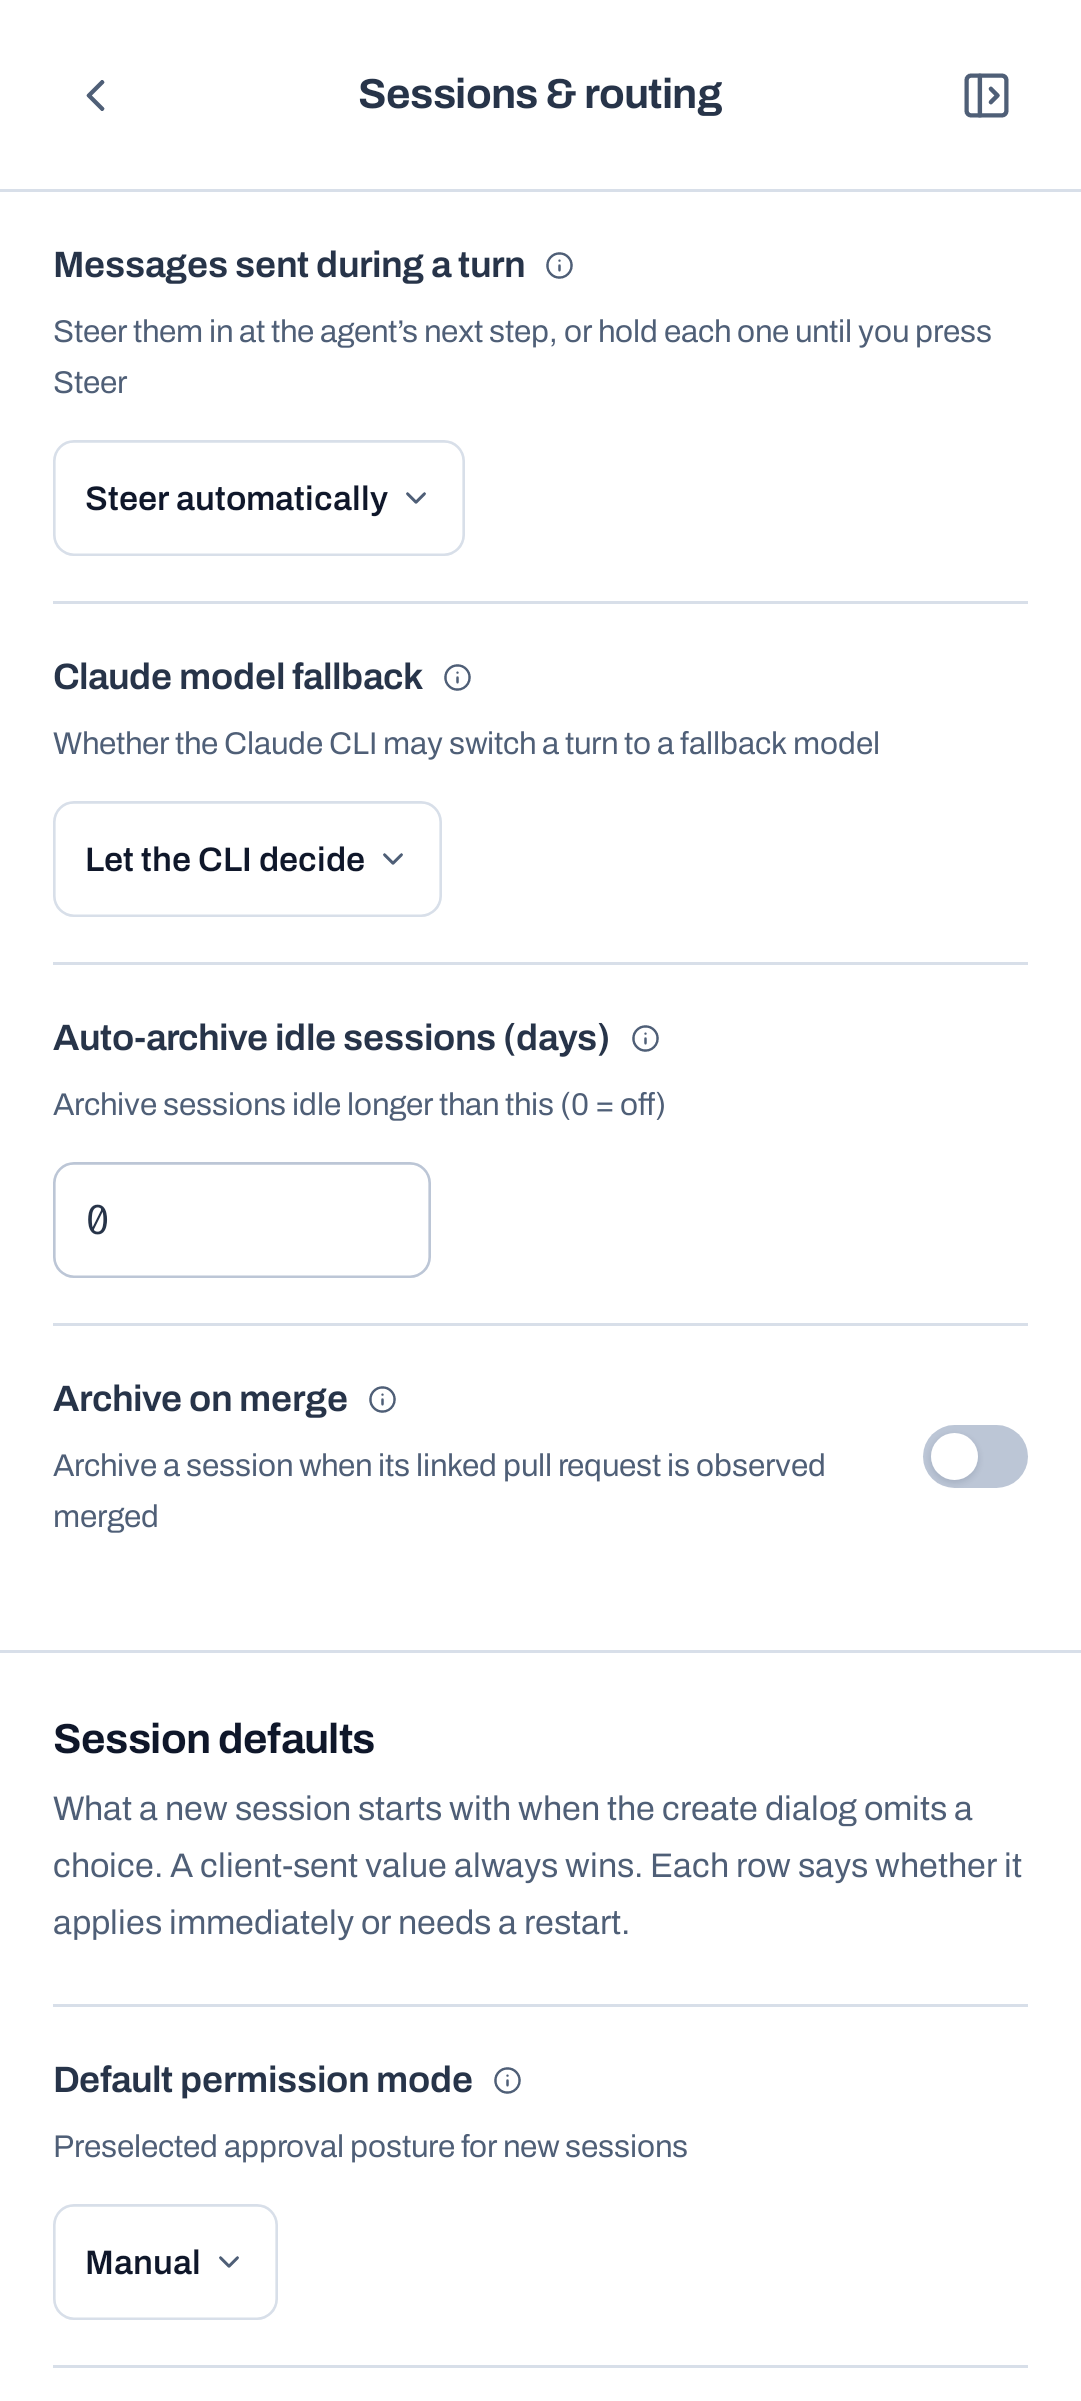 Sessions & routing
Messages sent during a turn
Steer them in at the agent’s next step, or hold each one until you press
Steer
Steer automatically
Claude model fallback
Whether the Claude CLI may switch a turn to a fallback model
Let the CLI decide
Auto-archive idle sessions (days)
Archive sessions idle longer than this (0 = off)
0
Archive on merge
Archive a session when its linked pull request is observed
merged
Session defaults
What a new session starts with when the create dialog omits a
choice. A client-sent value always wins. Each row says whether it
applies immediately or needs a restart.
Default permission mode
Preselected approval posture for new sessions
Manual